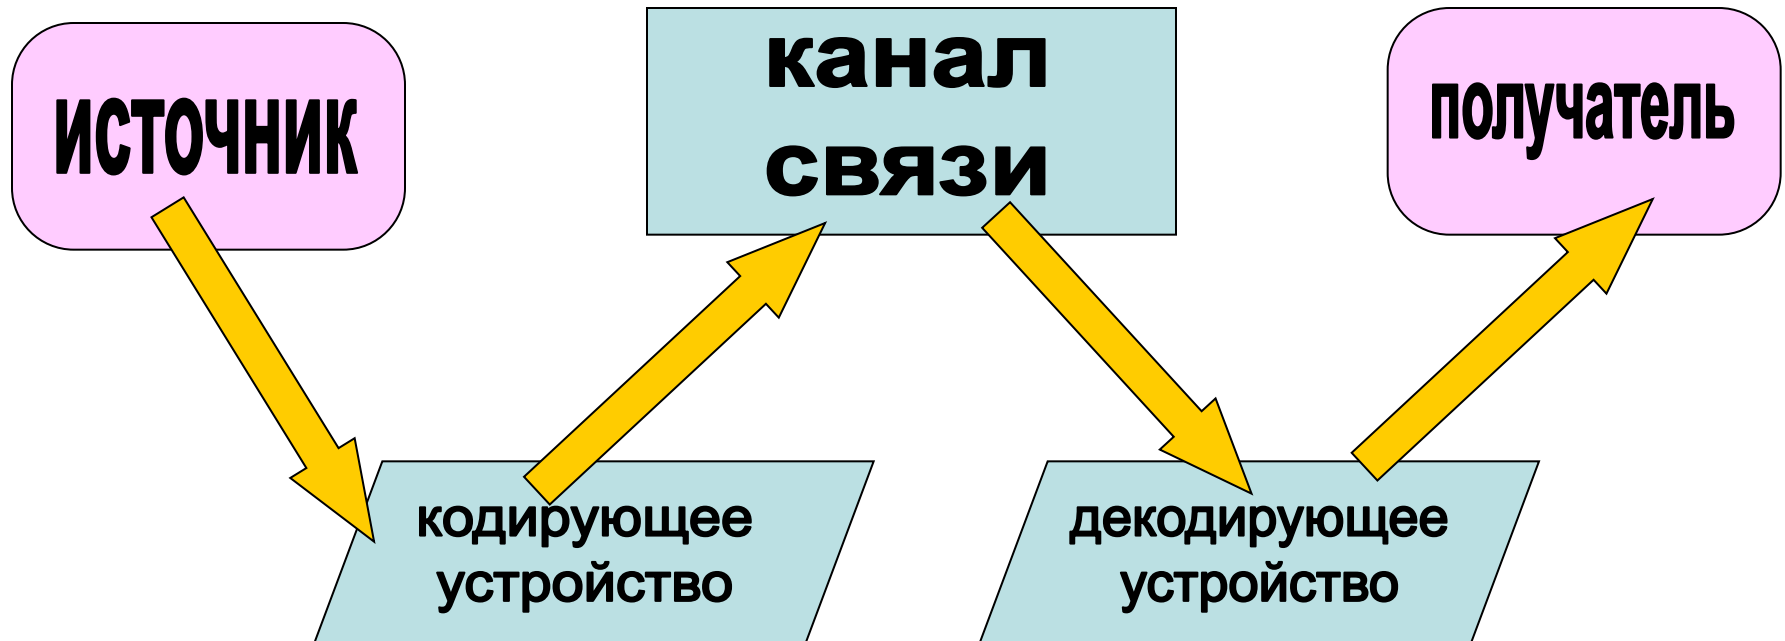 источник
канал
связи
получатель
кодирующее
устройство
декодирующее
устройство